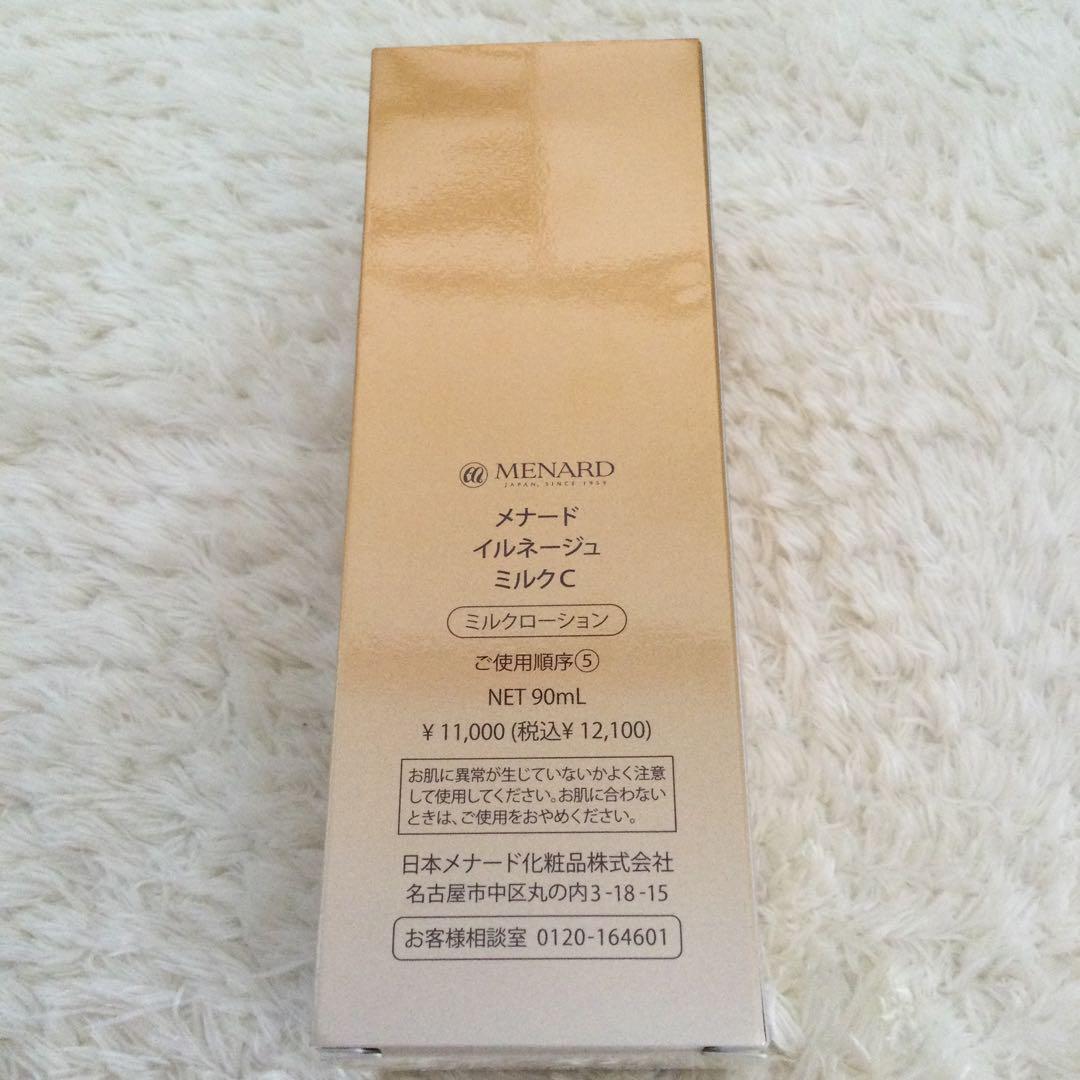 MENARD
JAPAN, SINCE 1959
メナード
イルネージュ
ミルクC
ミルクローション
ご使用順序⑤
NET 90mL
¥11,000(税込¥12,100)
お肌に異常が生じていないかよく注意
して使用してください。お肌に合わない
ときは、ご使用をおやめください。
日本メナード化粧品株式会社
名古屋市中区丸の内3-18-15
お客様相談室 0120-164601